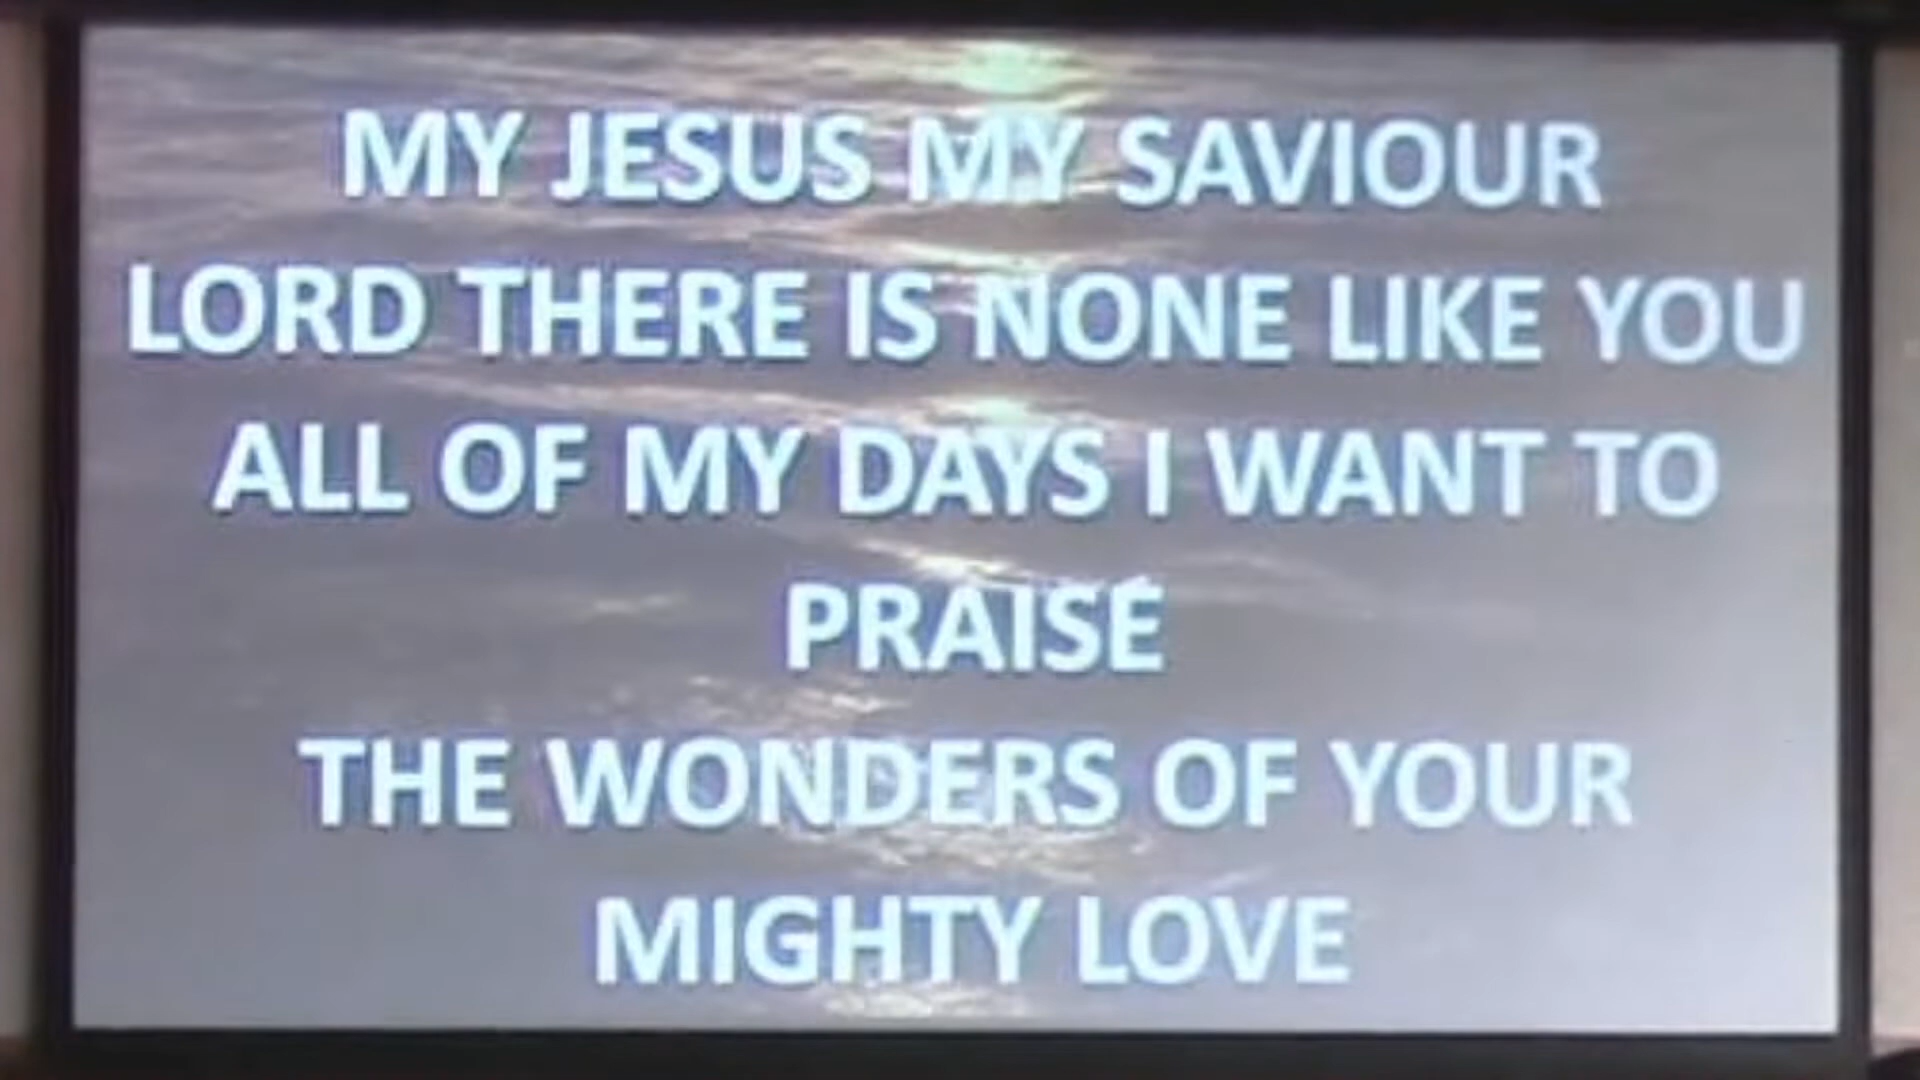 MY JESUS MY SAVIOUR
LORD THERE IS NONE LIKE YOU
ALL OF MY DAYS I WANT TO
PRAISE
THE WONDERS OF YOUR
MIGHTY LOVE